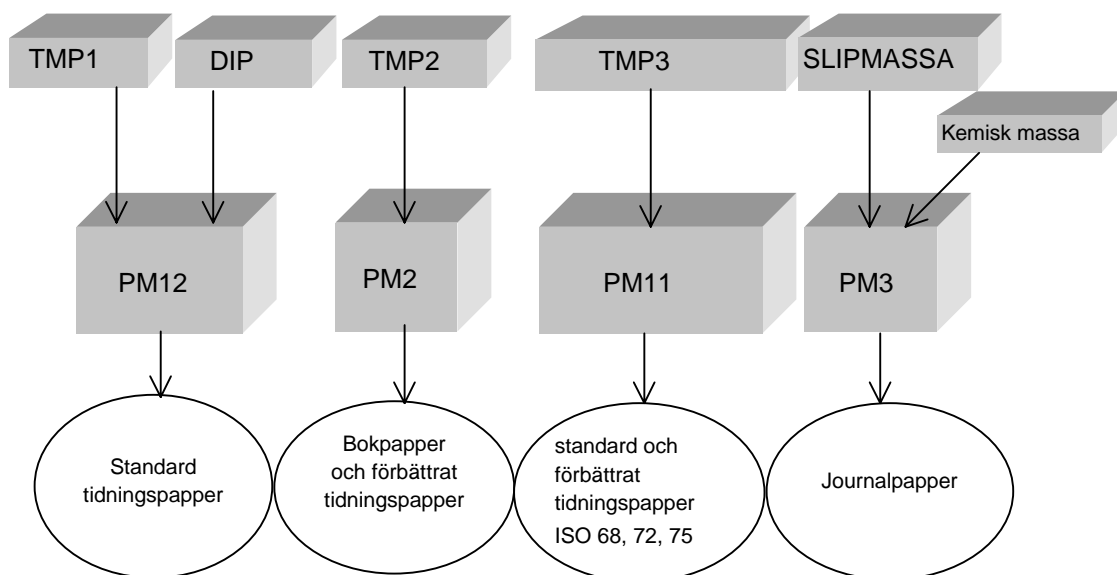 TMP1
DIP
TMP2
TMP3
SLIPMASSA
Kemisk massa
PM12
PM2
PM11
PM3
Standard
tidningspapper
Bokpapper
och förbättrat
tidningspapper
standard och
förbättrat
tidningspapper
ISO 68, 72, 75
Journalpapper